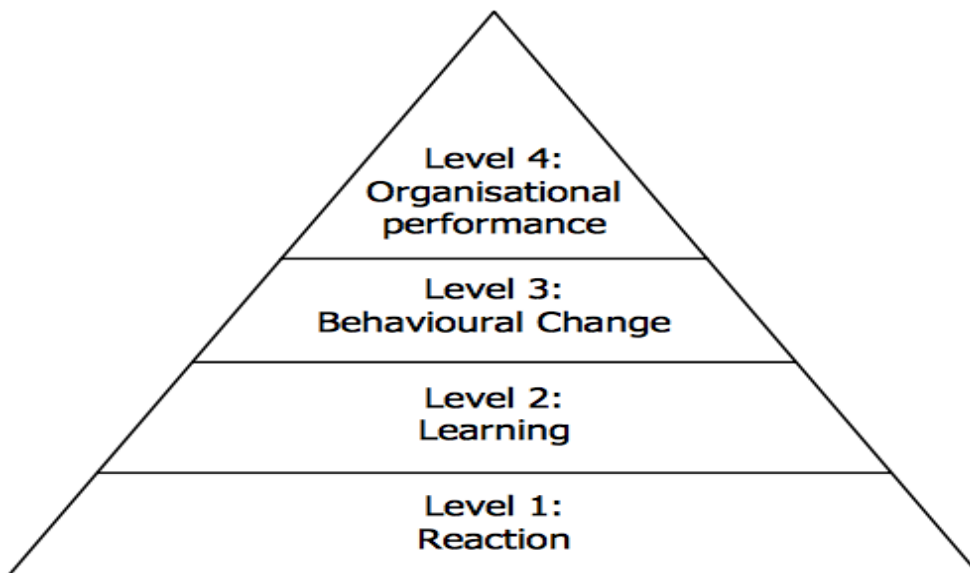 Level 4:
Organisational
performance
Level 3:
Behavioural Change
Level 2:
Learning
Level 1:
Reaction